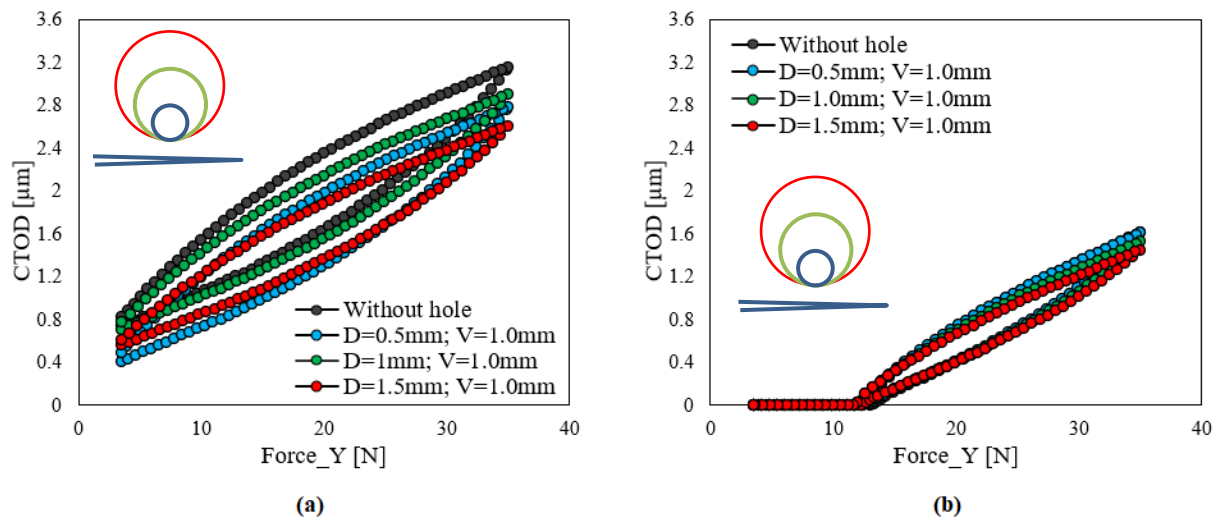 3.6
3.2
2.8
2.4
2
1.6
1.2
0.8
0.4
0
CTOD [µm]
Without hole
D=0.5mm; V=1.0mm
D=1mm; V=1.0mm
D=1.5mm; V=1.0mm
0 10 20 30 40
Force_Y [N]
(a)
3.6
3.2
2.8
2.4
2
1.6
1.2
0.8
0.4
0
CTOD [µm]
Without hole
D=0.5mm; V=1.0mm
D=1.0mm; V=1.0mm
D=1.5mm; V=1.0mm
0 10 20 30 40
Force_Y [N]
(b)